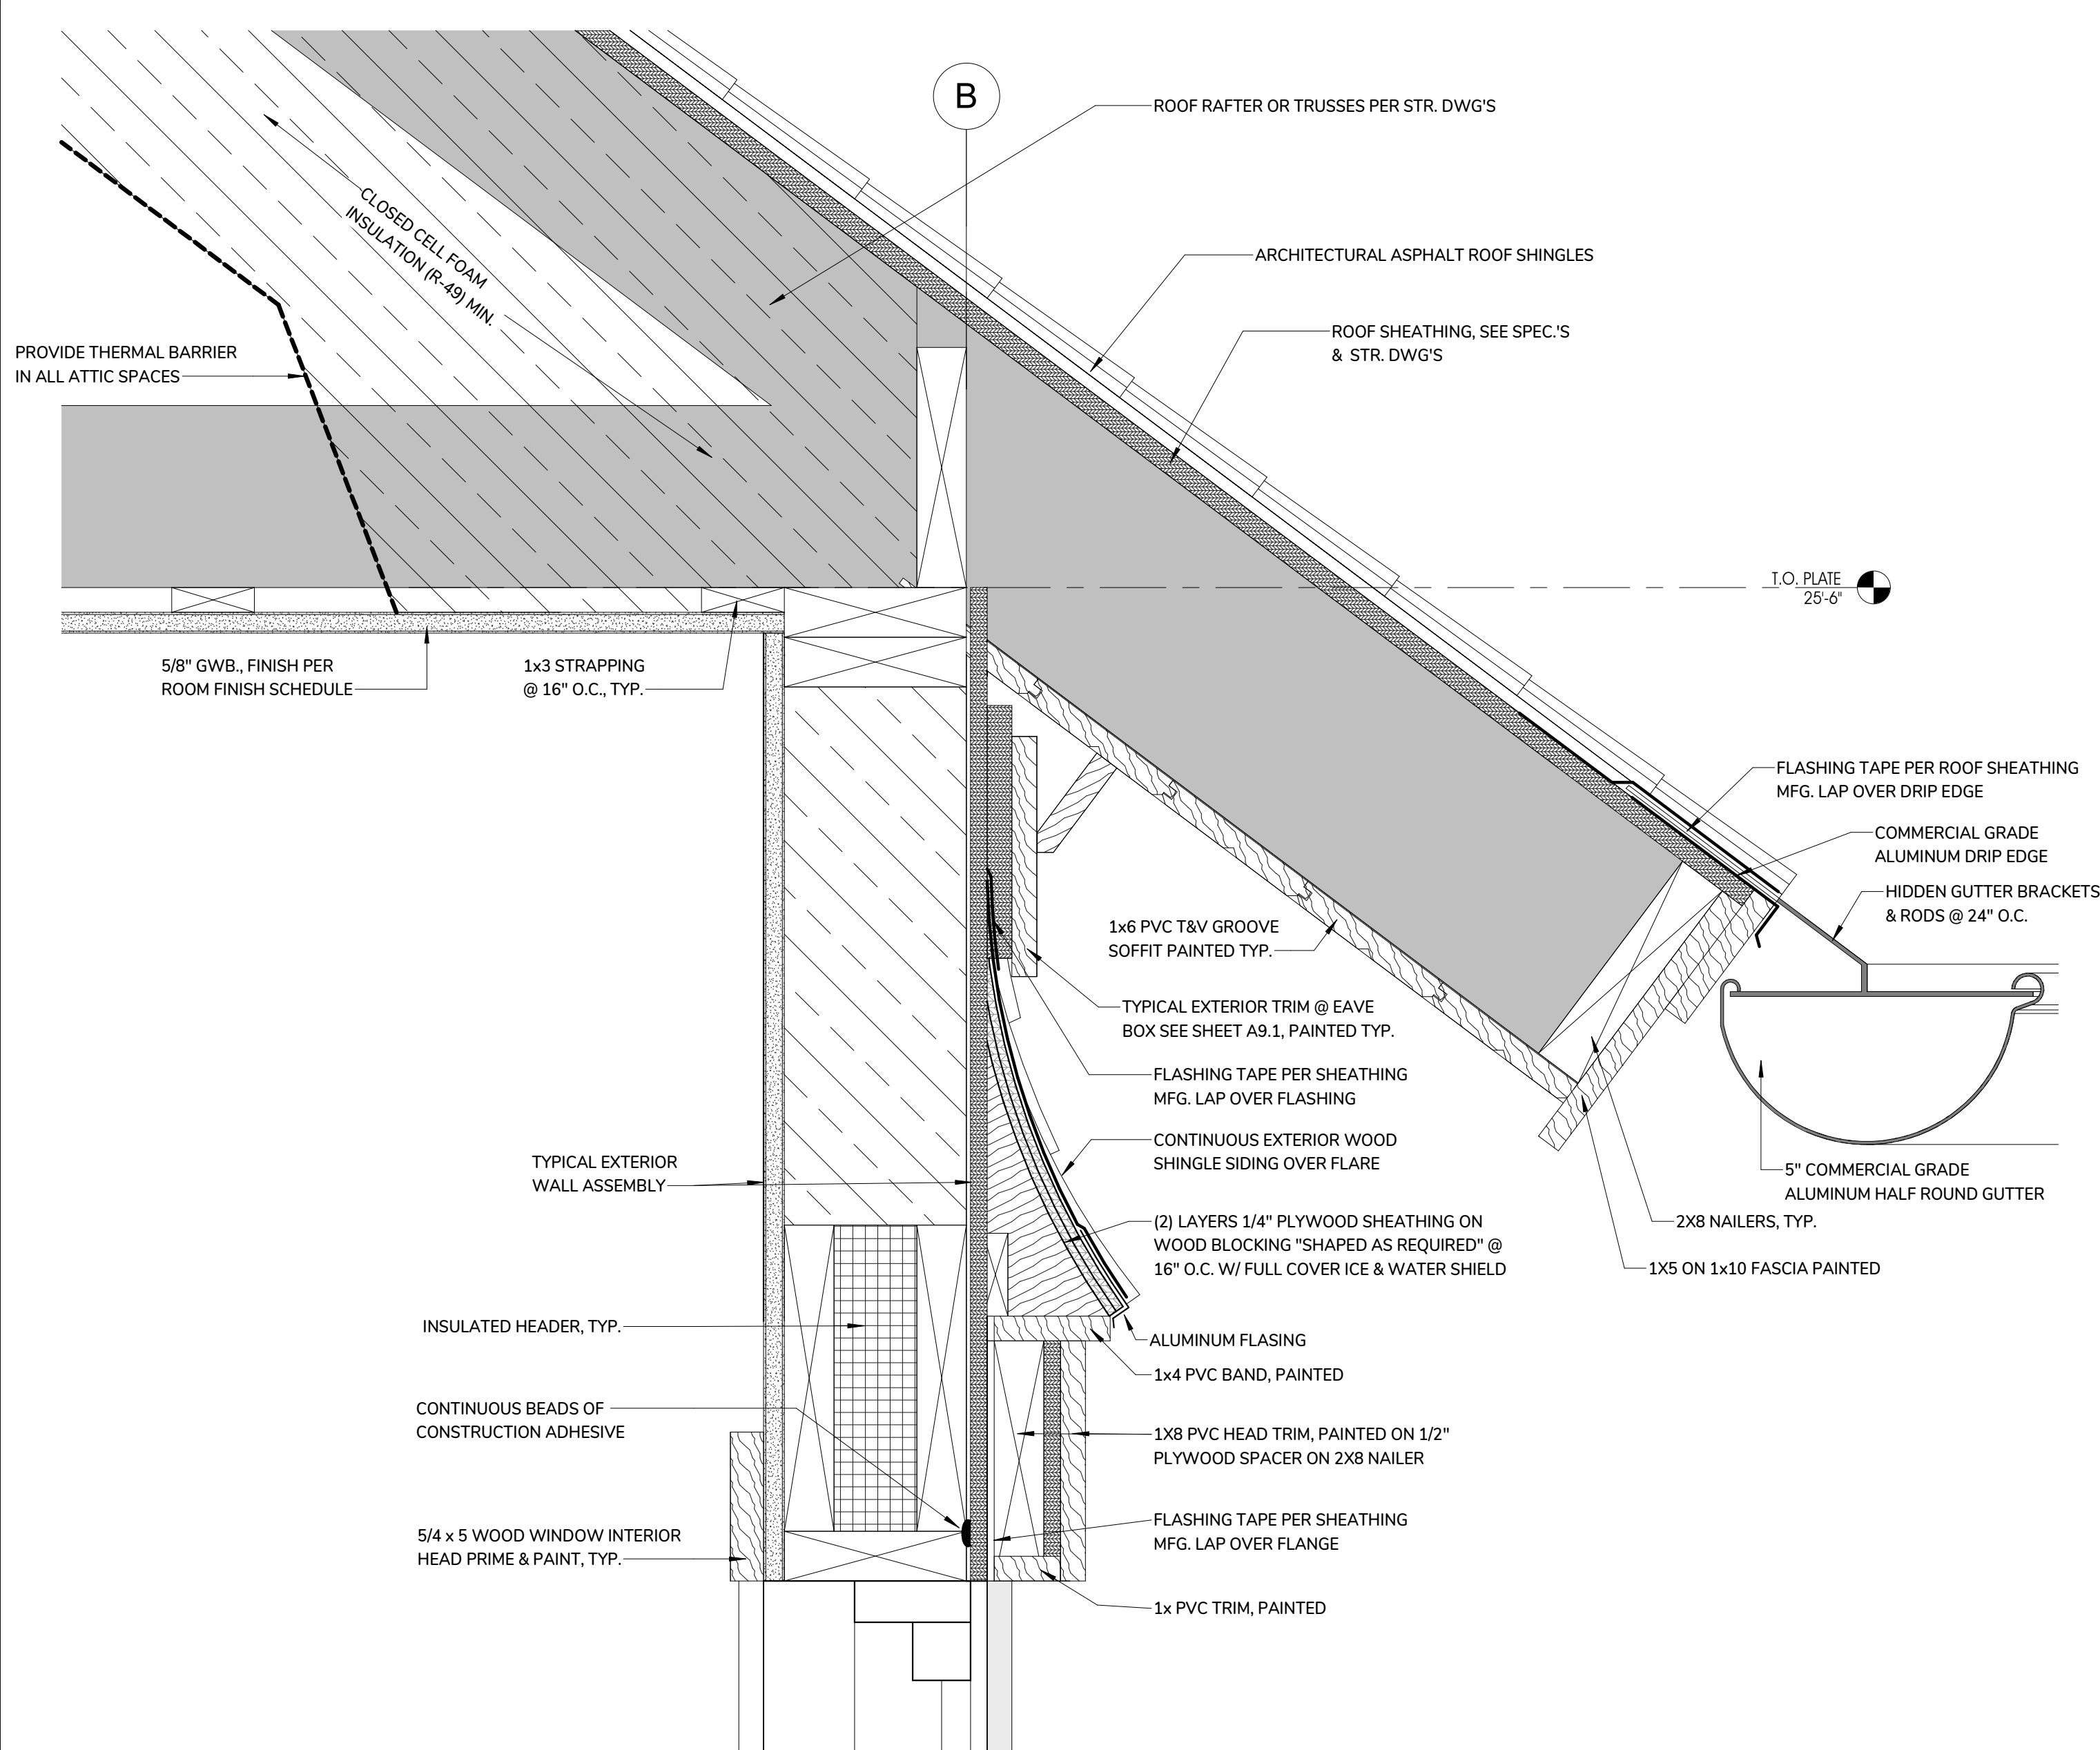 B
ROOF RAFTER OR TRUSSES PER STR. DWG'S
CLOSED CELL FOAM
INSULATION (R-49) MIN.
ARCHITECTURAL ASPHALT ROOF SHINGLES
ROOF SHEATHING, SEE SPEC.'S
& STR. DWG'S
PROVIDE THERMAL BARRIER
IN ALL ATTIC SPACES
T.O. PLATE
25'-6"
5/8" GWB., FINISH PER
ROOM FINISH SCHEDULE
1x3 STRAPPING
@ 16" O.C., TYP.
FLASHING TAPE PER ROOF SHEATHING
MFG. LAP OVER DRIP EDGE
COMMERCIAL GRADE
ALUMINUM DRIP EDGE
HIDDEN GUTTER BRACKETS
& RODS @ 24" O.C.
1x6 PVC T&V GROOVE
SOFFIT PAINTED TYP.
TYPICAL EXTERIOR TRIM @ EAVE
BOX SEE SHEET A9.1, PAINTED TYP.
FLASHING TAPE PER SHEATHING
MFG. LAP OVER FLASHING
CONTINUOUS EXTERIOR WOOD
SHINGLE SIDING OVER FLARE
TYPICAL EXTERIOR
WALL ASSEMBLY
5" COMMERCIAL GRADE
ALUMINUM HALF ROUND GUTTER
(2) LAYERS 1/4" PLYWOOD SHEATHING ON
WOOD BLOCKING "SHAPED AS REQUIRED" @
16" O.C. W/ FULL COVER ICE & WATER SHIELD
2X8 NAILERS, TYP.
1X5 ON 1x10 FASCIA PAINTED
INSULATED HEADER, TYP.
ALUMINUM FLASING
1x4 PVC BAND, PAINTED
CONTINUOUS BEADS OF
CONSTRUCTION ADHESIVE
1X8 PVC HEAD TRIM, PAINTED ON 1/2"
PLYWOOD SPACER ON 2X8 NAILER
5/4 x 5 WOOD WINDOW INTERIOR
HEAD PRIME & PAINT, TYP.
FLASHING TAPE PER SHEATHING
MFG. LAP OVER FLANGE
1x PVC TRIM, PAINTED